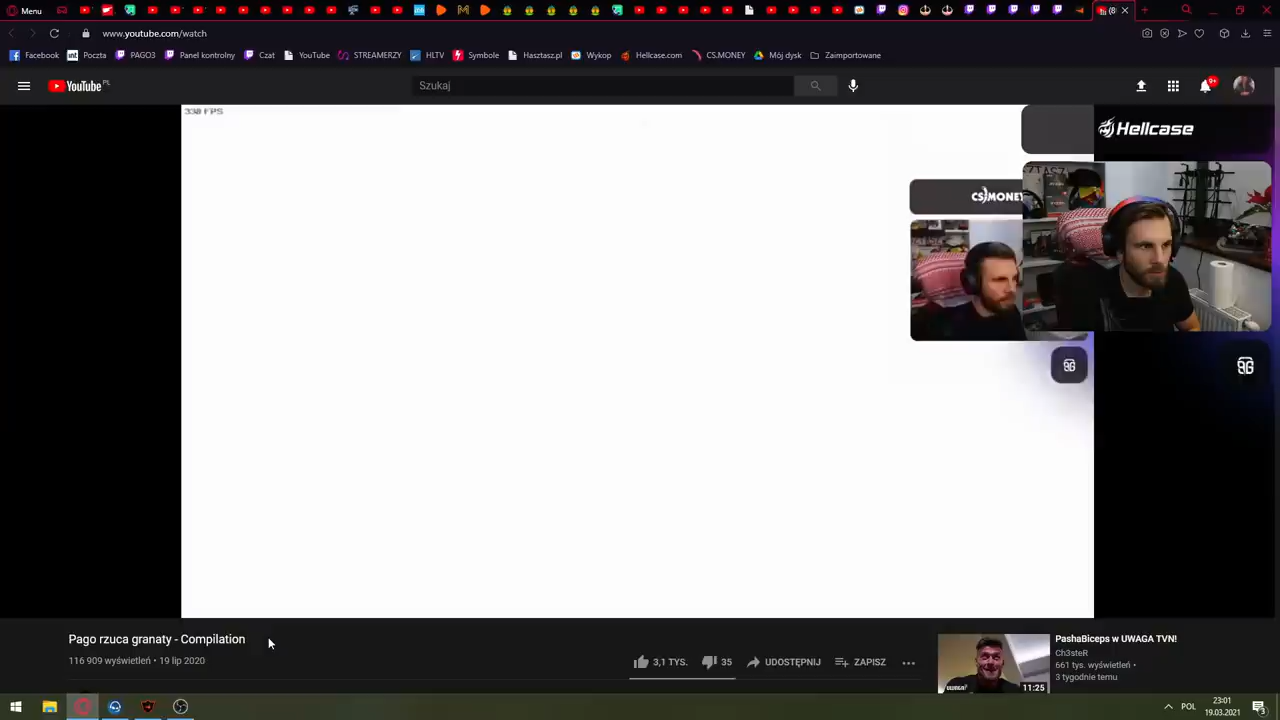 Menu
www.youtube.com/watch
Facebook
Poczta
PAGO3
Panel kontrolny
Czat
YouTube
STREAMERZY
HLTV
Symbole
Hasztasz.pl
Wykop
Hellcase.com
CS.MONEY
Mój dysk
Zaimportowane
YouTube PL
Szukaj
9+
330 FPS
Hellcase
CS MONEY
Pago rzuca granaty - Compilation
116 909 wyświetleń • 19 lip 2020
3,1 TYS.
35
UDOSTĘPNIJ
ZAPISZ
PashaBiceps w UWAGA TVN!
Ch3steR
661 tys. wyświetleń •
3 tygodnie temu
UWAGA!
11:25
POL
23:01
19.03.2021
3